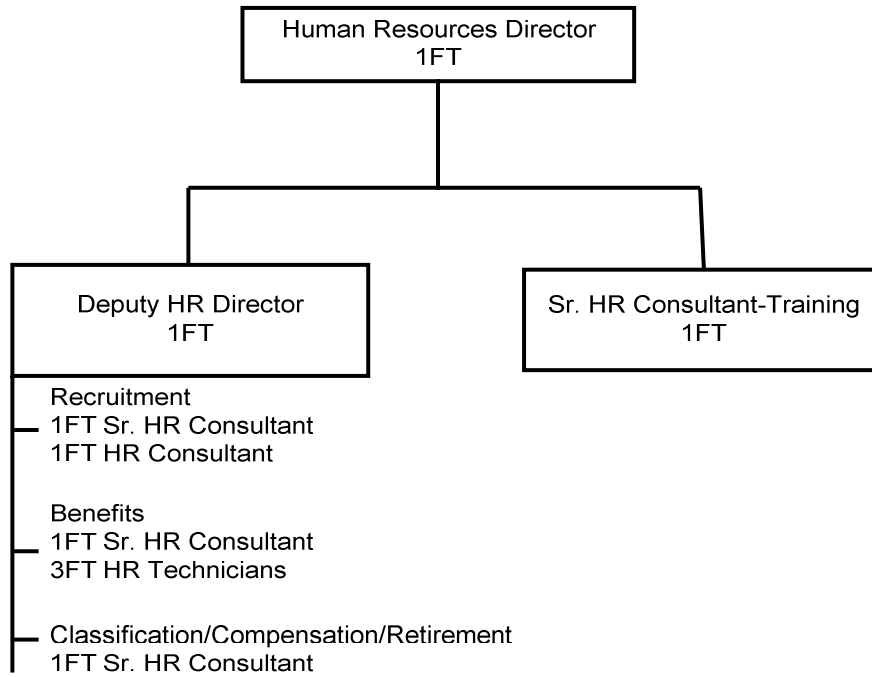 Human Resources Director
1FT
Deputy HR Director
1FT
Sr. HR Consultant-Training
1FT
Recruitment
1FT Sr. HR Consultant
1FT HR Consultant
Benefits
1FT Sr. HR Consultant
3FT HR Technicians
Classification/Compensation/Retirement
1FT Sr. HR Consultant